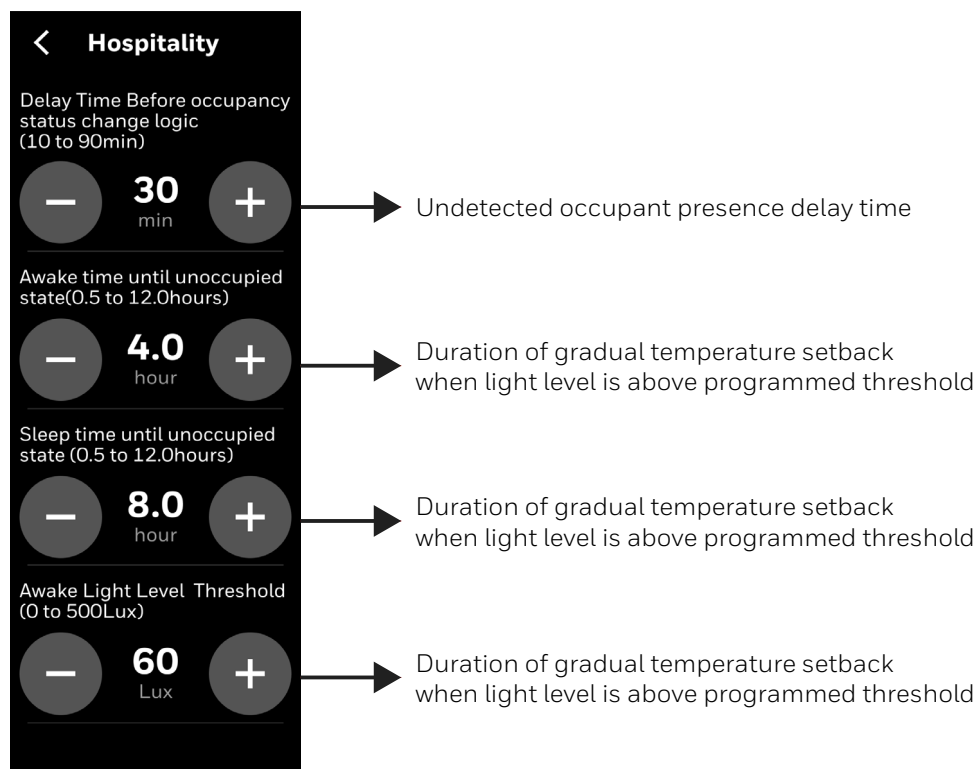 Hospitality
Delay Time Before occupancy
status change logic
(10 to 90min)
30
min
Undetected occupant presence delay time
Awake time until unoccupied
state(0.5 to 12.0hours)
4.0
hour
Duration of gradual temperature setback
when light level is above programmed threshold
Sleep time until unoccupied
state (0.5 to 12.0hours)
8.0
hour
Duration of gradual temperature setback
when light level is above programmed threshold
Awake Light Level Threshold
(0 to 500Lux)
60
Lux
Duration of gradual temperature setback
when light level is above programmed threshold